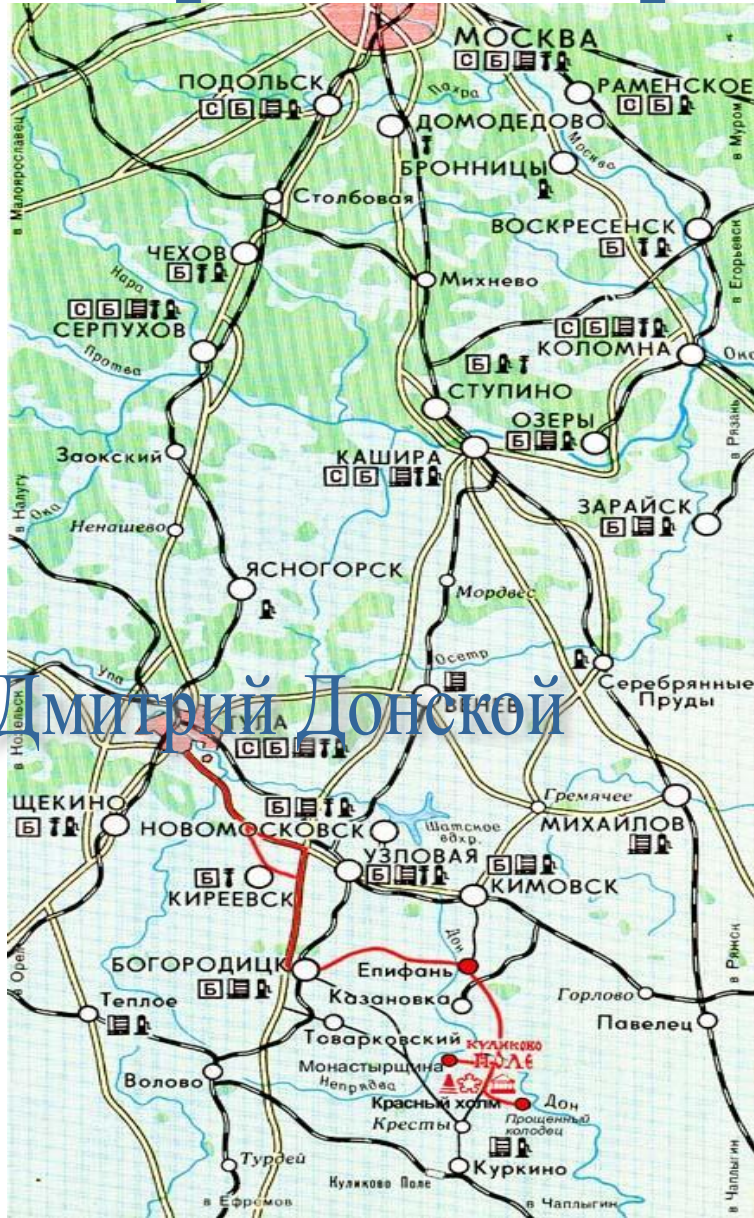 МОСКВА
С Б
ПОДОЛЬСК
С Б
Пахра
РАМЕНСКОЕ
С Б
в Муром
ДОМОДЕДОВО
Москва
БРОННИЦЫ
в Малоярославец
Столбовая
ВОСКРЕСЕНСК
Б
в Егорьевск
ЧЕХОВ
Б
Михнево
Нара
С Б
СЕРПУХОВ
Протва
С Б
КОЛОМНА
Ока
Б
СТУПИНО
ОЗЕРЫ
Б
в Рязань
Заокский
КАШИРА
С Б
в Калугу
Ока
Ненашево
ЗАРАЙСК
Б
ЯСНОГОРСК
Мордвес
Осетр
Упа
Серебрянные
Пруды
Дмитрий Донской
ТУЛА
С Б
ВЕНЕВ
в Козельск
Гремячее
ЩЕКИНО
Б
Б
НОВОМОСКОВСК
Шатское
вдхр.
МИХАЙЛОВ
УЗЛОВАЯ
Б
Б
КИМОВСК
Б
КИРЕЕВСК
Дон
в Орел
БОГОРОДИЦК
Б
Епифань
Казановка
Горлово
в Ряжск
Теплое
Павелец
Товарковский
КУЛИКОВО
ПОЛЕ
Монастырщина
Непрядва
Волово
Красный холм
Дон
Прощенный
колодец
Кресты
Турдей
Куркино
Куликово Поле
в Ефремов
в Чаплыгин
в Чаплыгин